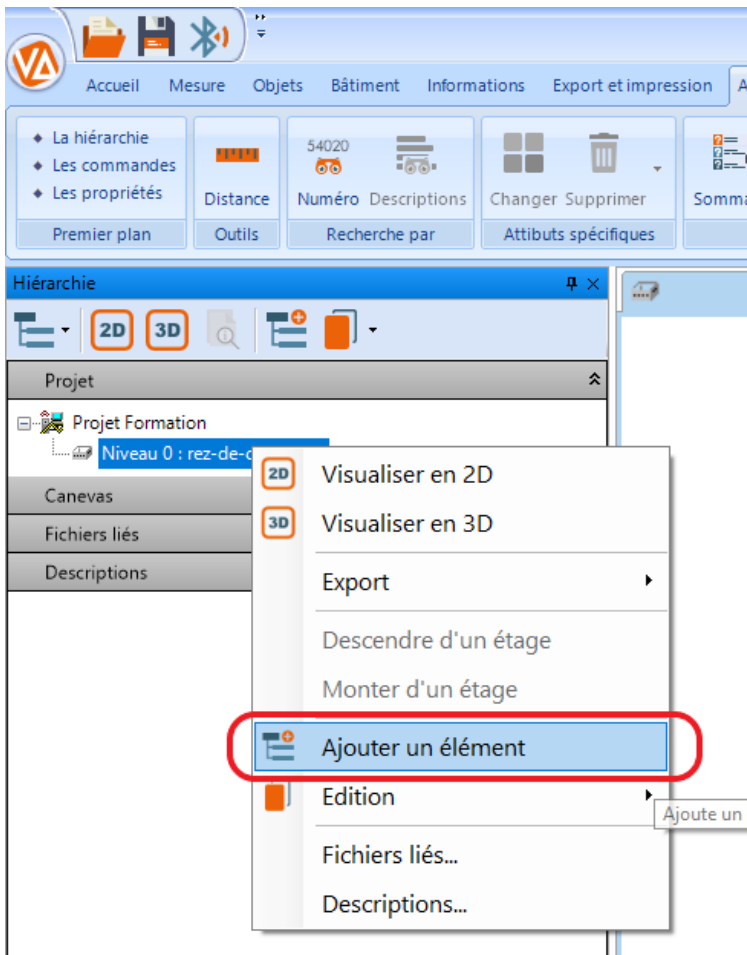 Accueil Mesure Objets Bâtiment Informations Export et impression
La hiérarchie
Les commandes
Les propriétés
Premier plan
Distance
Outils
54020
Numéro Descriptions
Recherche par
Changer Supprimer
Attibuts spécifiques
Hiérarchie
2D 3D
Projet
Projet Formation
Niveau 0 : rez-de-
Canevas
Fichiers liés
Descriptions
2D Visualiser en 2D
3D Visualiser en 3D
Export
Descendre d'un étage
Monter d'un étage
Ajouter un élément
Edition
Ajoute un
Fichiers liés...
Descriptions...